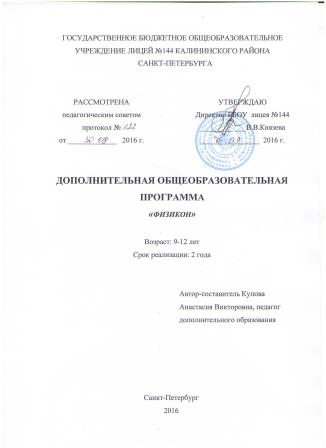 ГОСУДАРСТВЕННОЕ БЮДЖЕТНОЕ ОБЩЕОБРАЗОВАТЕЛЬНОЕ
УЧРЕЖДЕНИЕ ЛИЦЕЙ №144 КАЛИНИНСКОГО РАЙОНА
САНКТ-ПЕТЕРБУРГА
РАССМОТРЕНА
педагогическим советом
протокол №
от 30 08 2016 г.
УТВЕРЖДАЮ
Директор ГБОУ лицея №144
В.В.Князева
2016 г.
ДОПОЛНИТЕЛЬНАЯ ОБЩЕОБРАЗОВАТЕЛЬНАЯ
ПРОГРАММА
«ФИЗИКОН»
Возраст: 9-12 лет
Срок реализации: 2 года
Автор-составитель Купова
Анастасия Викторовна, педагог
дополнительного образования
Санкт-Петербург
2016